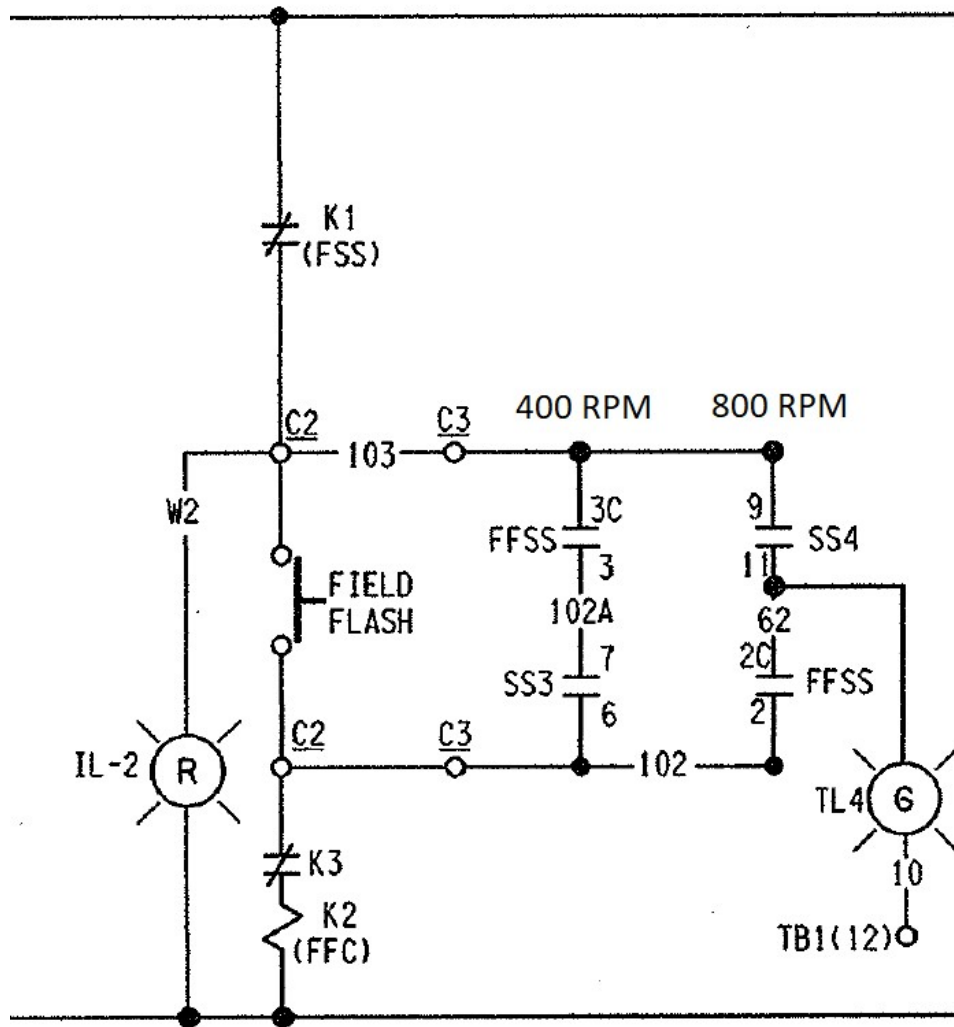 K1
(FSS)
400 RPM
800 RPM
C2
103
C3
W2
3C
FFSS
3
9
SS4
11
FIELD
FLASH
102A
62
7
SS3
6
2C
FFSS
2
C2
C3
102
IL-2
R
TL4
G
K3
10
K2
(FFC)
TB1(12)